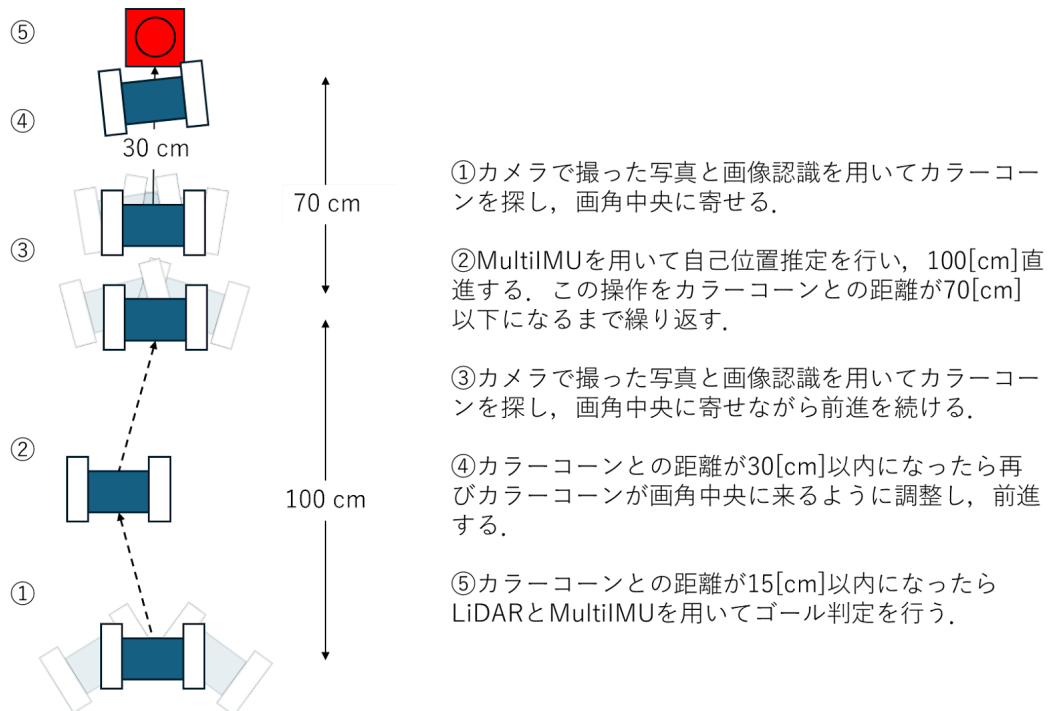 ⑤
④
30 cm
70 cm
③
②
100 cm
①
①カメラで撮った写真と画像認識を用いてカラーコー
ンを探し，画角中央に寄せる．
②MultiIMUを用いて自己位置推定を行い，100[cm]直
進する．この操作をカラーコーンとの距離が70[cm]
以下になるまで繰り返す．
③カメラで撮った写真と画像認識を用いてカラーコー
ンを探し，画角中央に寄せながら前進を続ける．
④カラーコーンとの距離が30[cm]以内になったら再
びカラーコーンが画角中央に来るように調整し，前進
する．
⑤カラーコーンとの距離が15[cm]以内になったら
LiDARとMultiIMUを用いてゴール判定を行う．